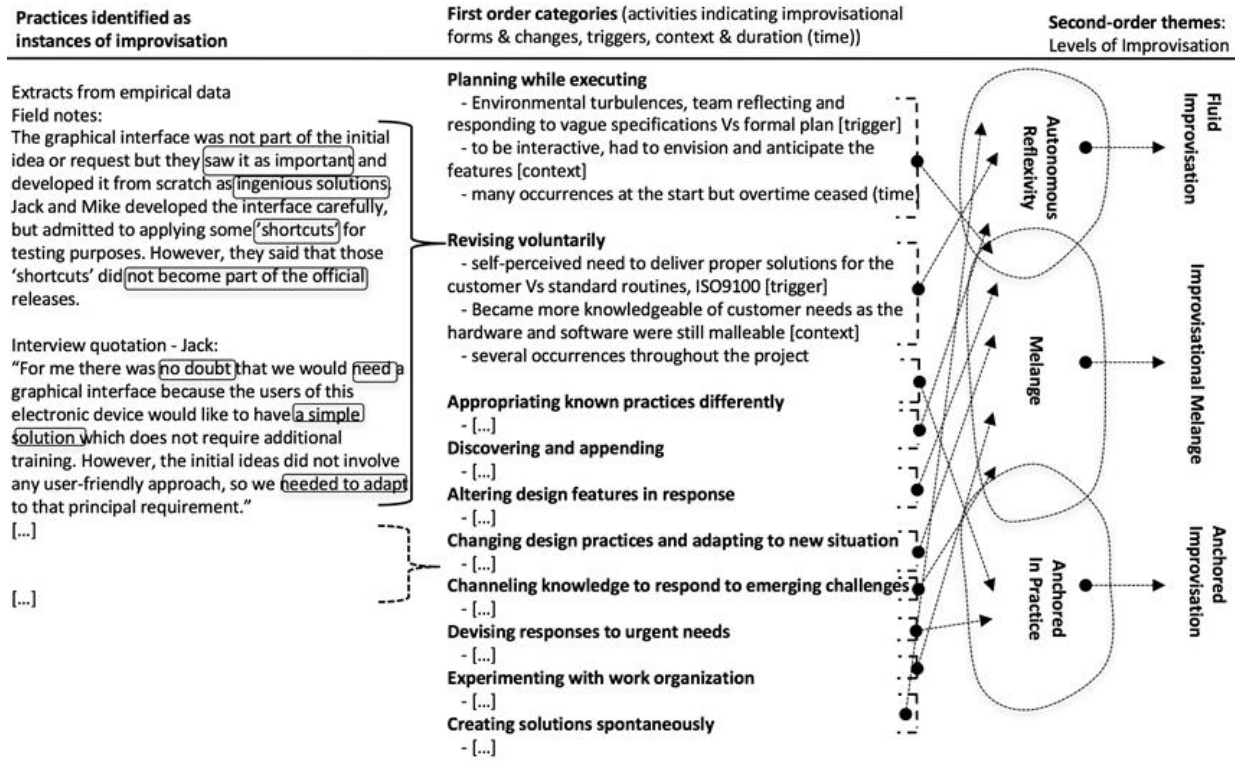 Practices identified as
instances of improvisation
First order categories (activities indicating improvisational
forms & changes, triggers, context & duration (time))
Second-order themes:
Levels of Improvisation
Extracts from empirical data
Field notes:
The graphical interface was not part of the initial
idea or request but they saw it as important and
developed it from scratch as ingenious solutions.
Jack and Mike developed the interface carefully,
but admitted to applying some 'shortcuts' for
testing purposes. However, they said that those
'shortcuts' did not become part of the official
releases.
Interview quotation - Jack:
“For me there was no doubt that we would need a
graphical interface because the users of this
electronic device would like to have a simple
solution which does not require additional
training. However, the initial ideas did not involve
any user-friendly approach, so we needed to adapt
to that principal requirement.”
[...]
[...]
Planning while executing
- Environmental turbulences, team reflecting and
responding to vague specifications Vs formal plan [trigger]
- to be interactive, had to envision and anticipate the
features [context]
- many occurrences at the start but overtime ceased (time)
Revising voluntarily
- self-perceived need to deliver proper solutions for the
customer Vs standard routines, ISO9100 [trigger]
- Became more knowledgeable of customer needs as the
hardware and software were still malleable [context]
- several occurrences throughout the project
Appropriating known practices differently
- [...]
Discovering and appending
- [...]
Altering design features in response
- [...]
Changing design practices and adapting to new situation
- [...]
Channeling knowledge to respond to emerging challenges
- [...]
Devising responses to urgent needs
- [...]
Experimenting with work organization
- [...]
Creating solutions spontaneously
- [...]
Autonomous
Reflexivity
Melange
Anchored
In Practice
Fluid
Improvisation
Improvisational Melange
Anchored
Improvisation